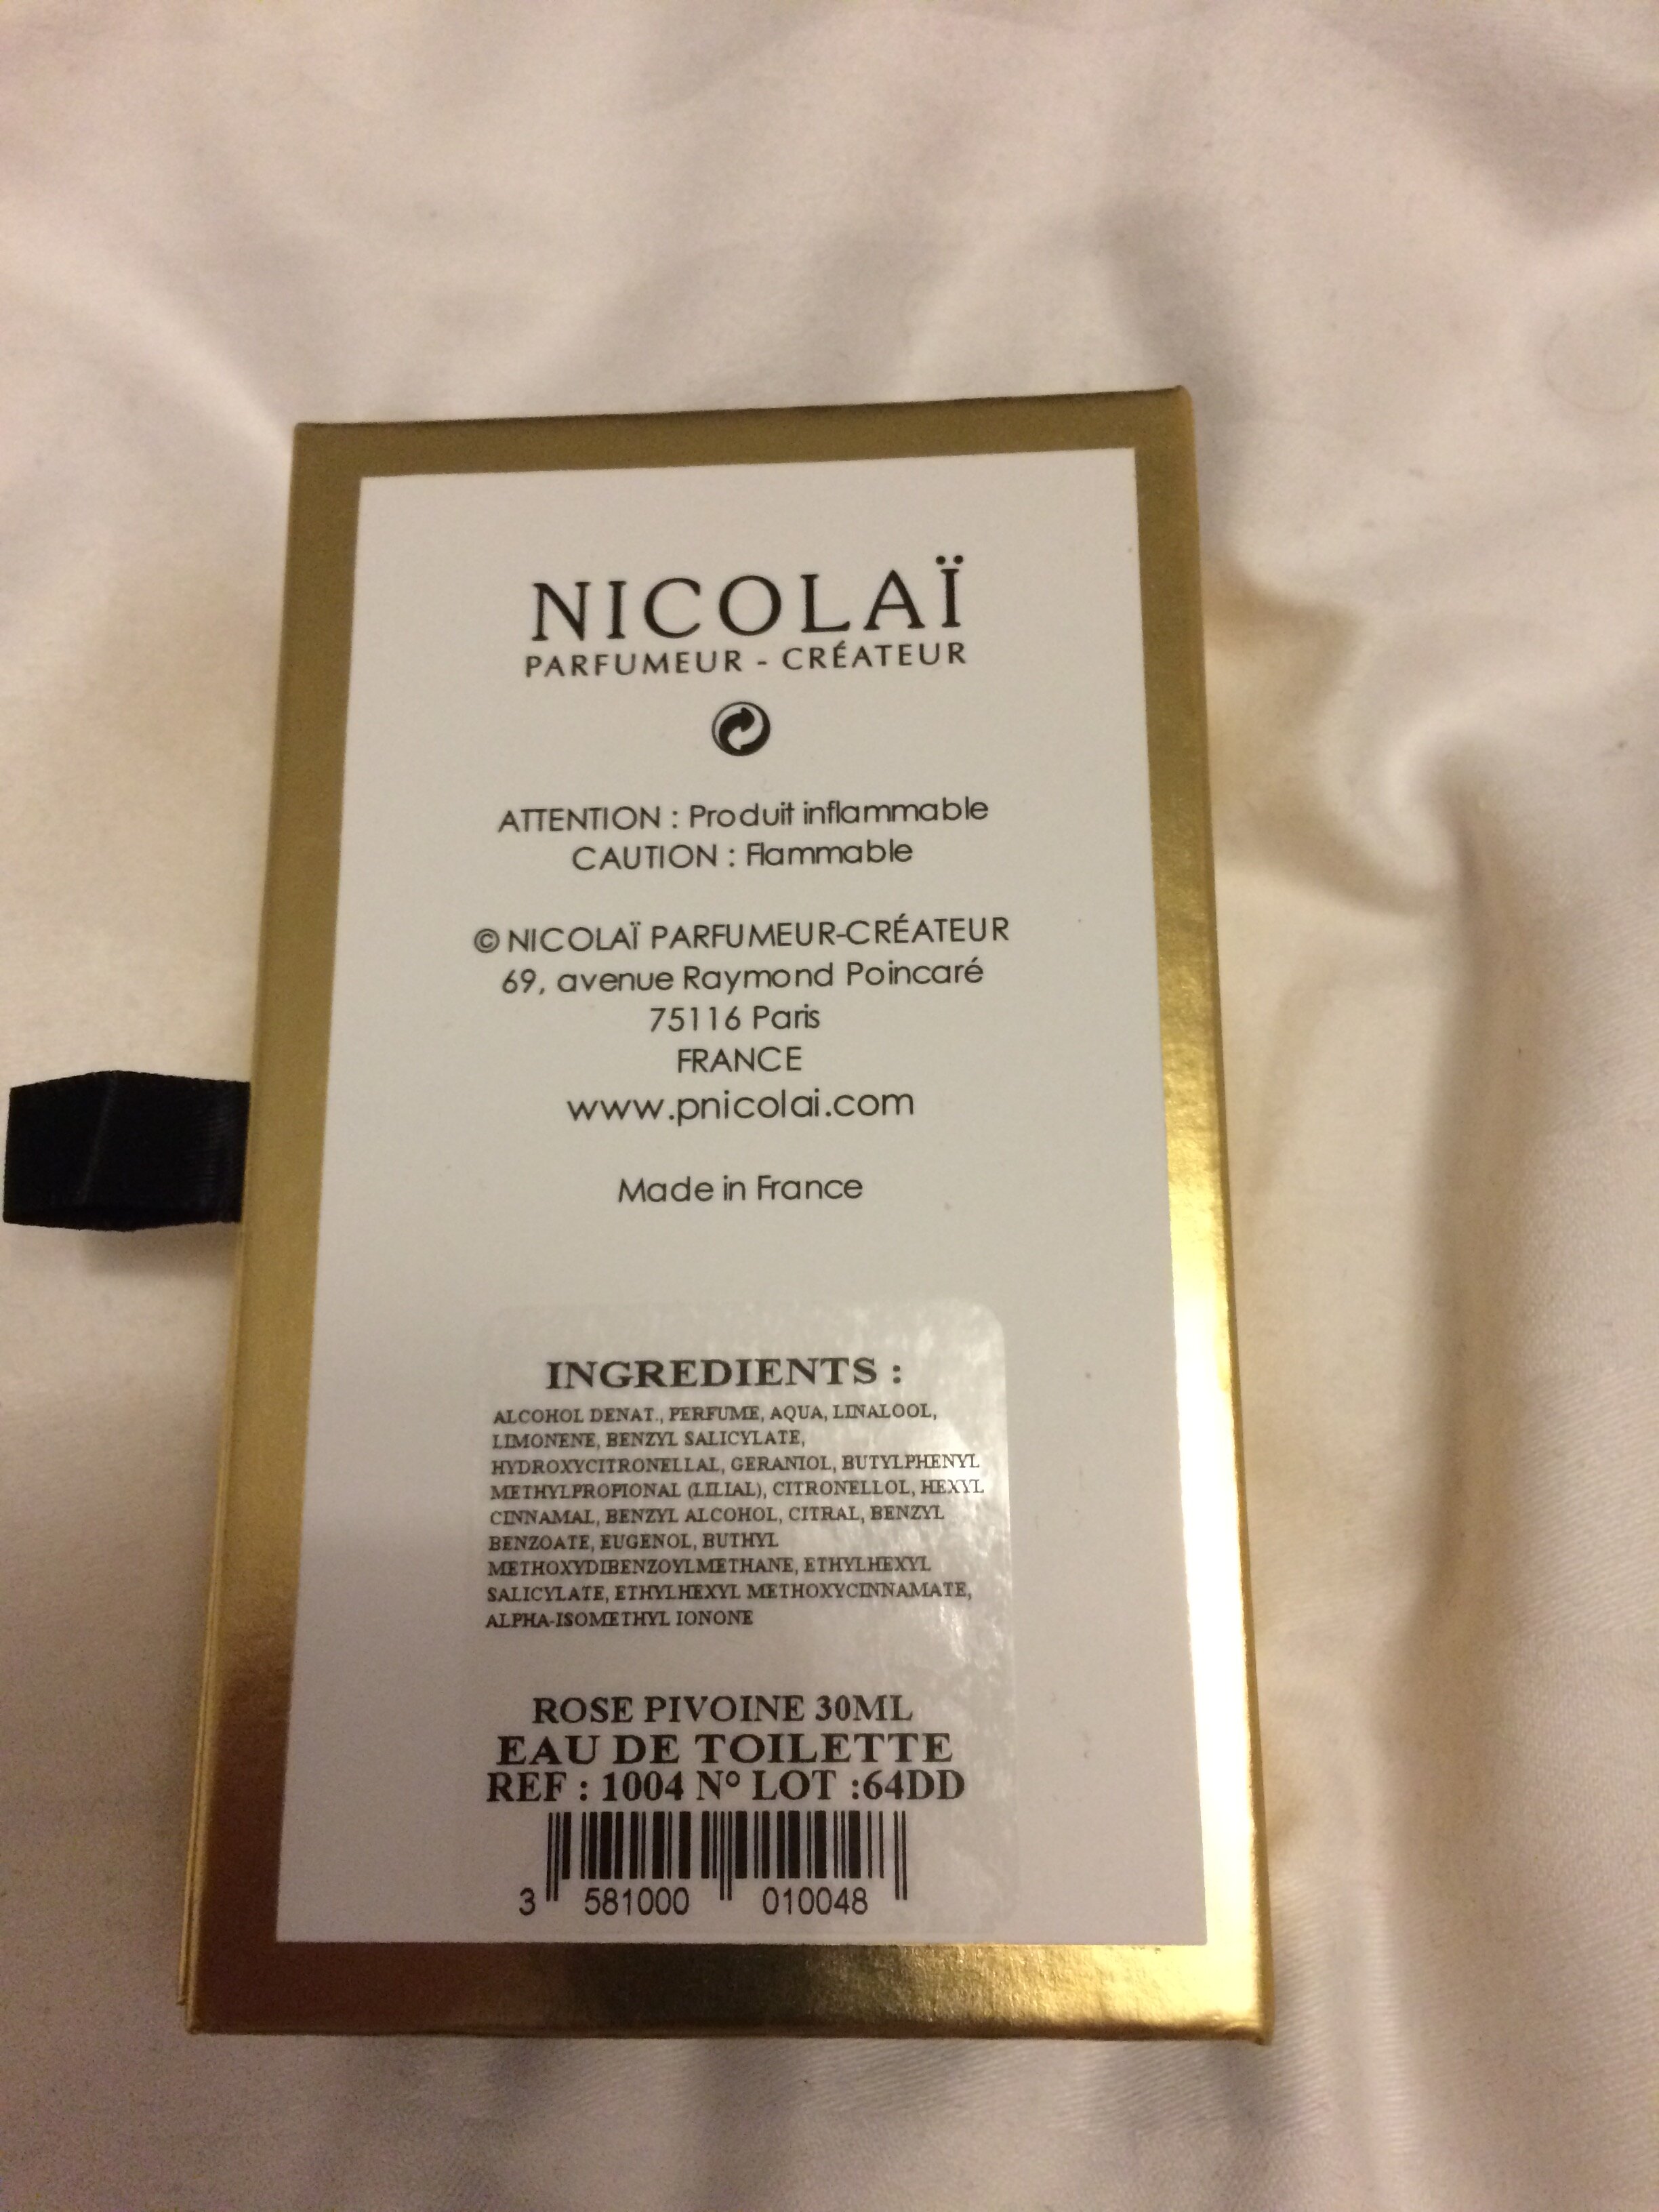 NICOLAÏ
PARFUMEUR - CRÉATEUR
ATTENTION : Produit inflammable
CAUTION : Flammable
© NICOLAÏ PARFUMEUR-CRÉATEUR
69, avenue Raymond Poincaré
75116 Paris
FRANCE
www.pnicolai.com
Made in France
INGREDIENTS :
ALCOHOL DENAT., PERFUME, AQUA, LINALOOL,
LIMONENE, BENZYL SALICYLATE,
HYDROXYCITRONELLAL, GERANIOL, BUTYLPHENYL
METHYLPROPIONAL (LILIAL), CITRONELLOL, HEXYL
CINNAMAL, BENZYL ALCOHOL, CITRAL, BENZYL
BENZOATE, EUGENOL, BUTHYL
METHOXYDIBENZOYLMETHANE, ETHYLHEXYL
SALICYLATE, ETHYLHEXYL METHOXYCINNAMATE,
ALPHA-ISOMETHYL IONONE
ROSE PIVOINE 30ML
EAU DE TOILETTE
REF : 1004 N° LOT :64DD
3 581000 010048